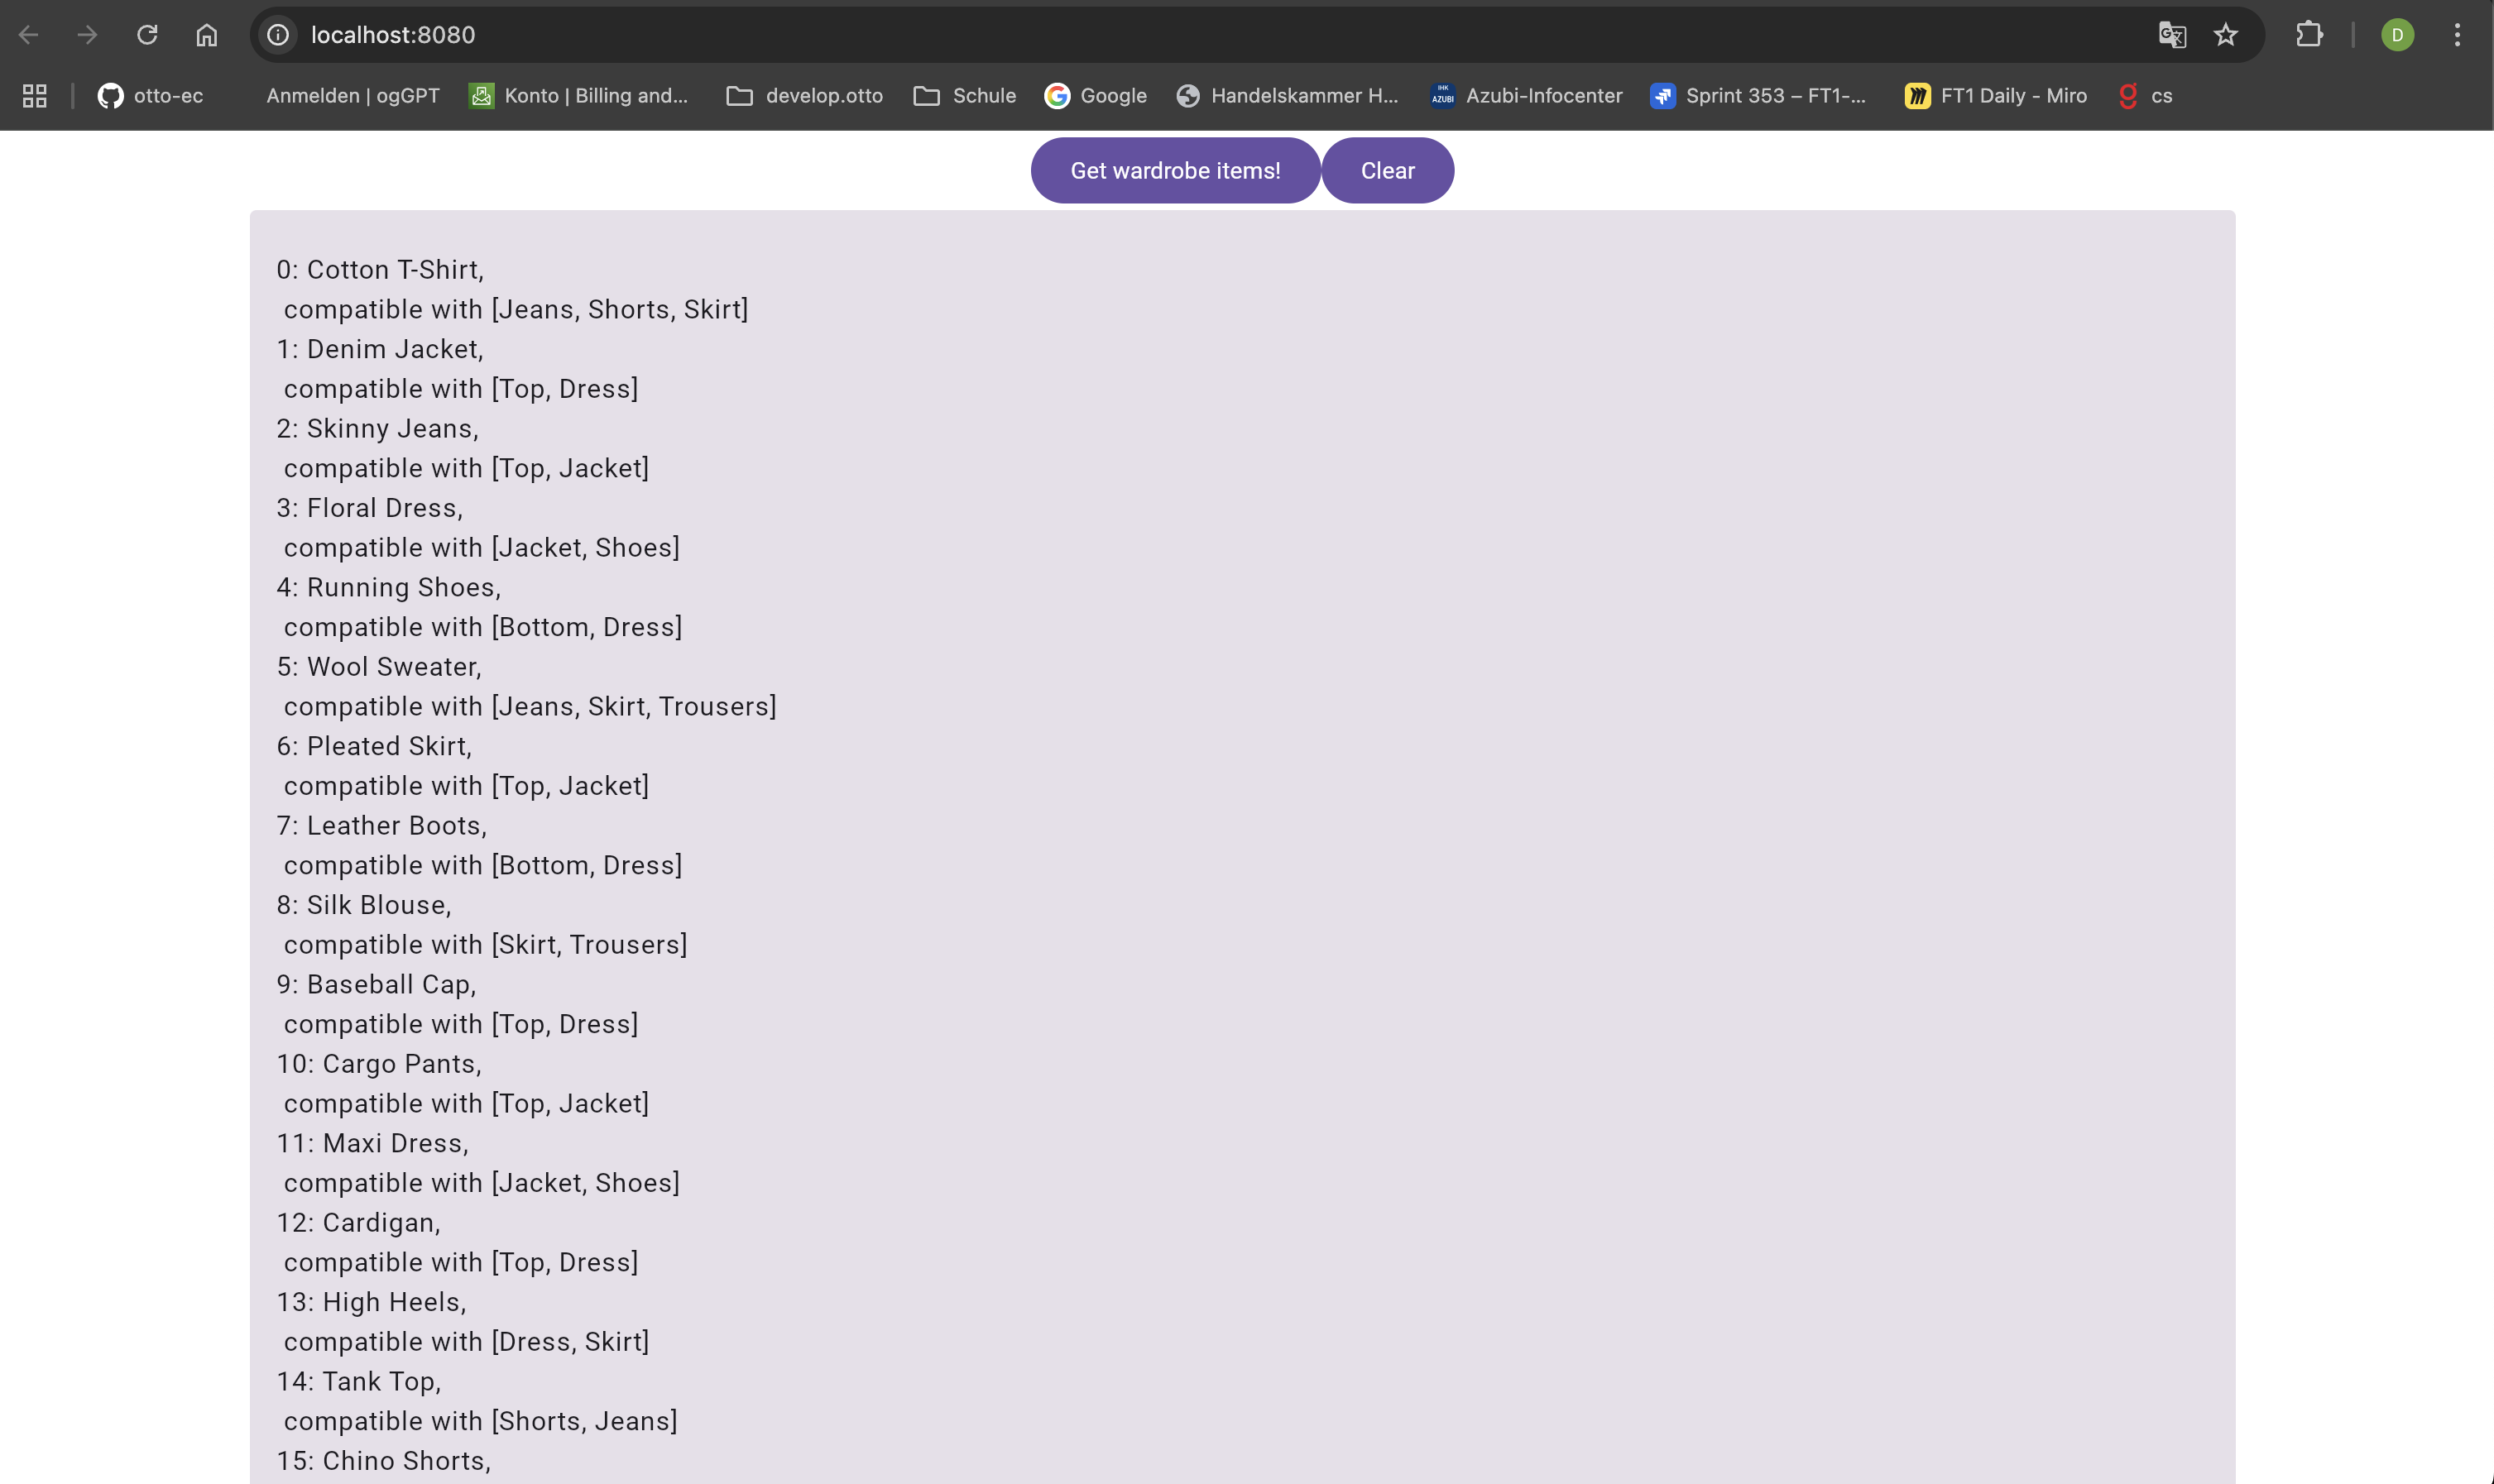 localhost:8080
D
otto-ec Anmelden | ogGPT Konto | Billing and... develop.otto Schule Google Handelskammer H... IHK AZUBI Azubi-Infocenter Sprint 353 – FT1-... FT1 Daily - Miro cs
Get wardrobe items! Clear
0: Cotton T-Shirt,
compatible with [Jeans, Shorts, Skirt]
1: Denim Jacket,
compatible with [Top, Dress]
2: Skinny Jeans,
compatible with [Top, Jacket]
3: Floral Dress,
compatible with [Jacket, Shoes]
4: Running Shoes,
compatible with [Bottom, Dress]
5: Wool Sweater,
compatible with [Jeans, Skirt, Trousers]
6: Pleated Skirt,
compatible with [Top, Jacket]
7: Leather Boots,
compatible with [Bottom, Dress]
8: Silk Blouse,
compatible with [Skirt, Trousers]
9: Baseball Cap,
compatible with [Top, Dress]
10: Cargo Pants,
compatible with [Top, Jacket]
11: Maxi Dress,
compatible with [Jacket, Shoes]
12: Cardigan,
compatible with [Top, Dress]
13: High Heels,
compatible with [Dress, Skirt]
14: Tank Top,
compatible with [Shorts, Jeans]
15: Chino Shorts,